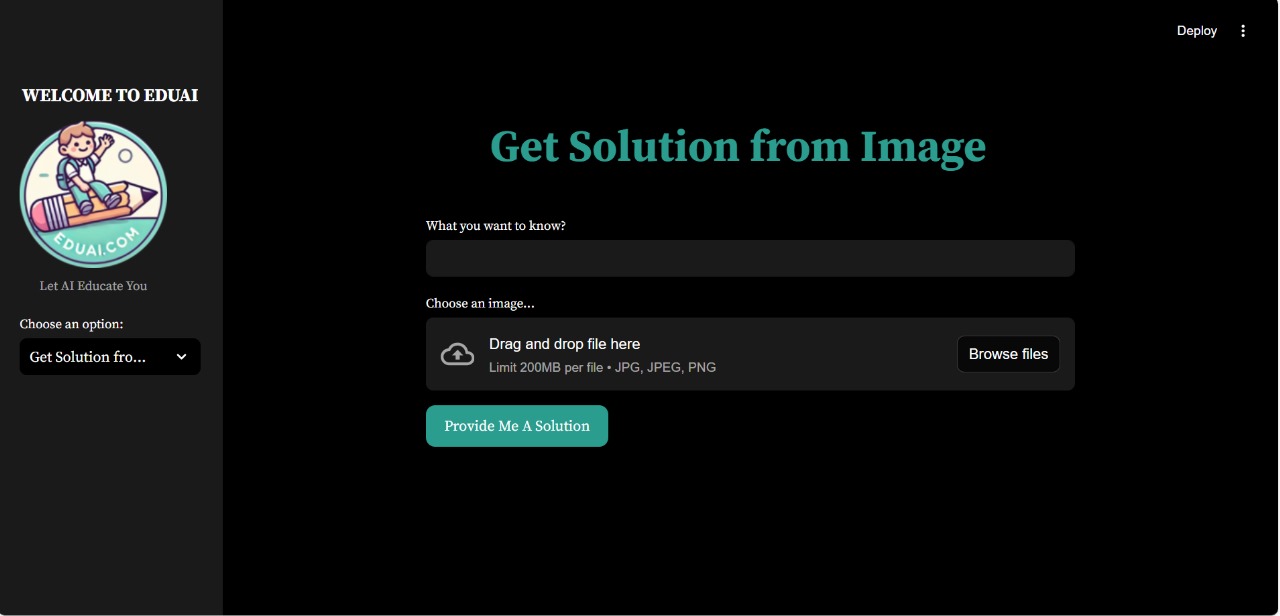 Deploy
WELCOME TO EDUAI
EDUAI.COM
Let AI Educate You
Choose an option:
Get Solution fro...
Get Solution from Image
What you want to know?
Choose an image...
Drag and drop file here
Limit 200MB per file • JPG, JPEG, PNG
Browse files
Provide Me A Solution